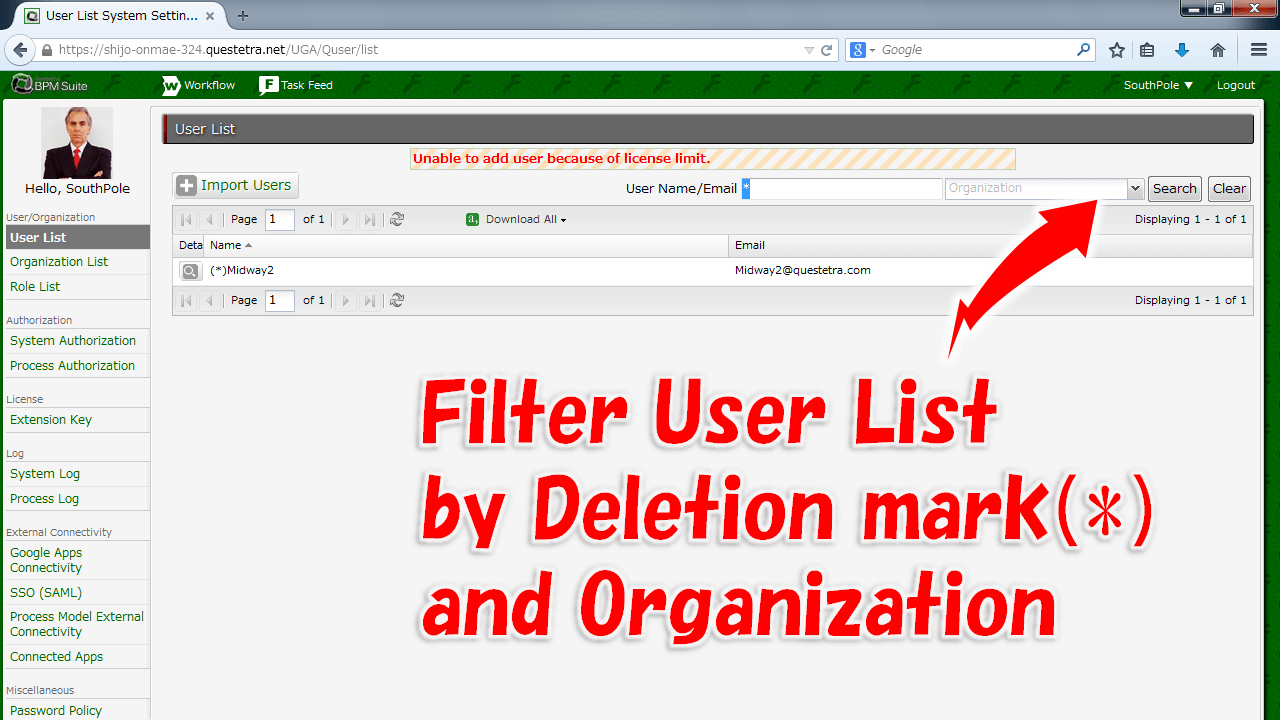 User List System Settin...
https://shijo-onmae-324.questetra.net/UGA/Quser/list
Google
BPM Suite
Workflow
Task Feed
SouthPole ▼
Logout
Hello, SouthPole
User/Organization
User List
Organization List
Role List
Authorization
System Authorization
Process Authorization
License
Extension Key
Log
System Log
Process Log
External Connectivity
Google Apps
Connectivity
SSO (SAML)
Process Model External
Connectivity
Connected Apps
Miscellaneous
Password Policy
User List
Unable to add user because of license limit.
Import Users
User Name/Email * Organization Search Clear
Page 1 of 1 Download All Displaying 1 - 1 of 1
Deta Name Email
(*)Midway2 Midway2@questetra.com
Page 1 of 1 Displaying 1 - 1 of 1
Filter User List
by Deletion mark(*)
and Organization